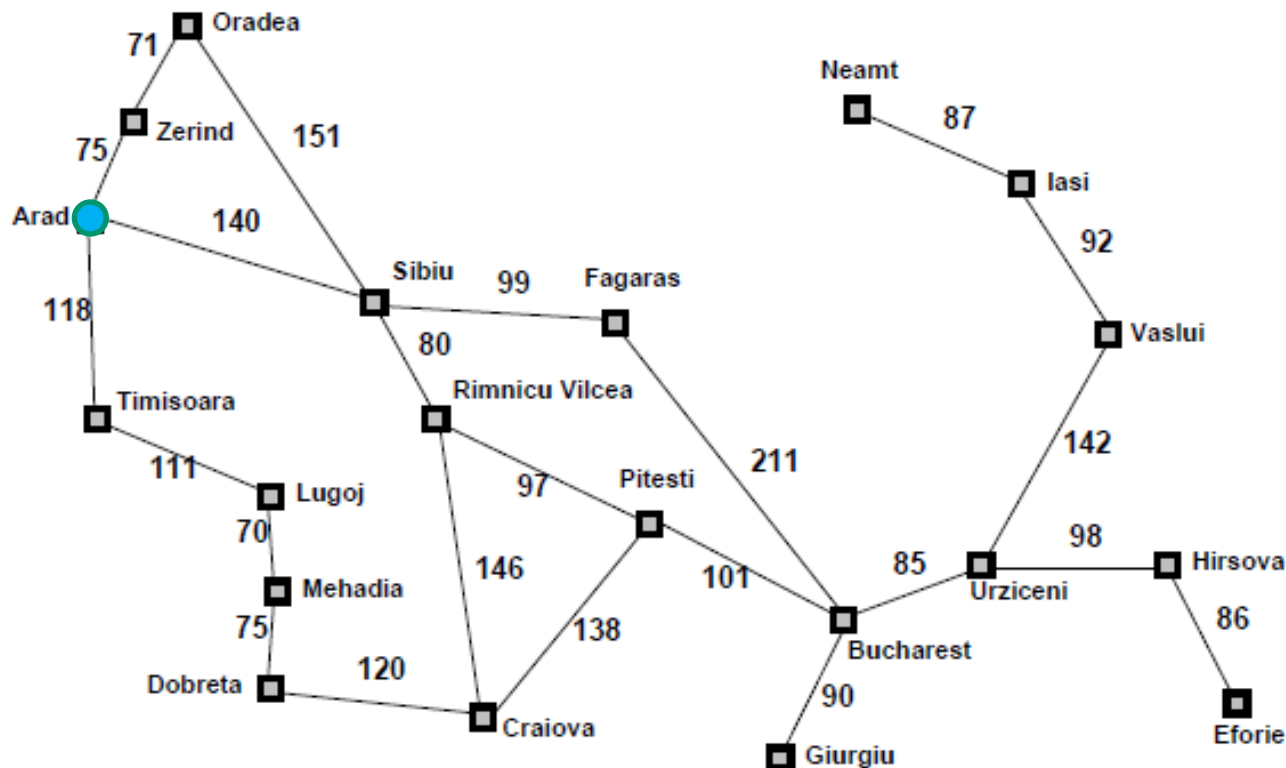 Oradea
71
Neamt
87
Zerind
151
75
Iasi
Arad
140
92
Sibiu
99
Fagaras
118
80
Vaslui
Rimnicu Vilcea
Timisoara
142
111
97
Pitesti
211
Lugoj
70
98
146
101
85
Hirsova
Mehadia
Urziceni
75
138
86
Bucharest
120
Dobreta
90
Craiova
Eforie
Giurgiu